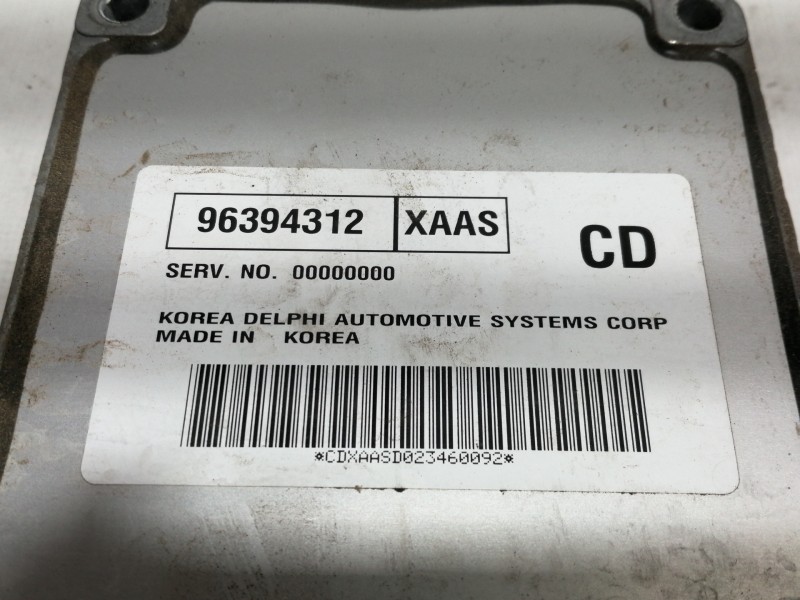 96394312 XAAS
CD
SERV. NO. 00000000
KOREA DELPHI AUTOMOTIVE SYSTEMS CORP
MADE IN KOREA
*CDXAASD023460092*